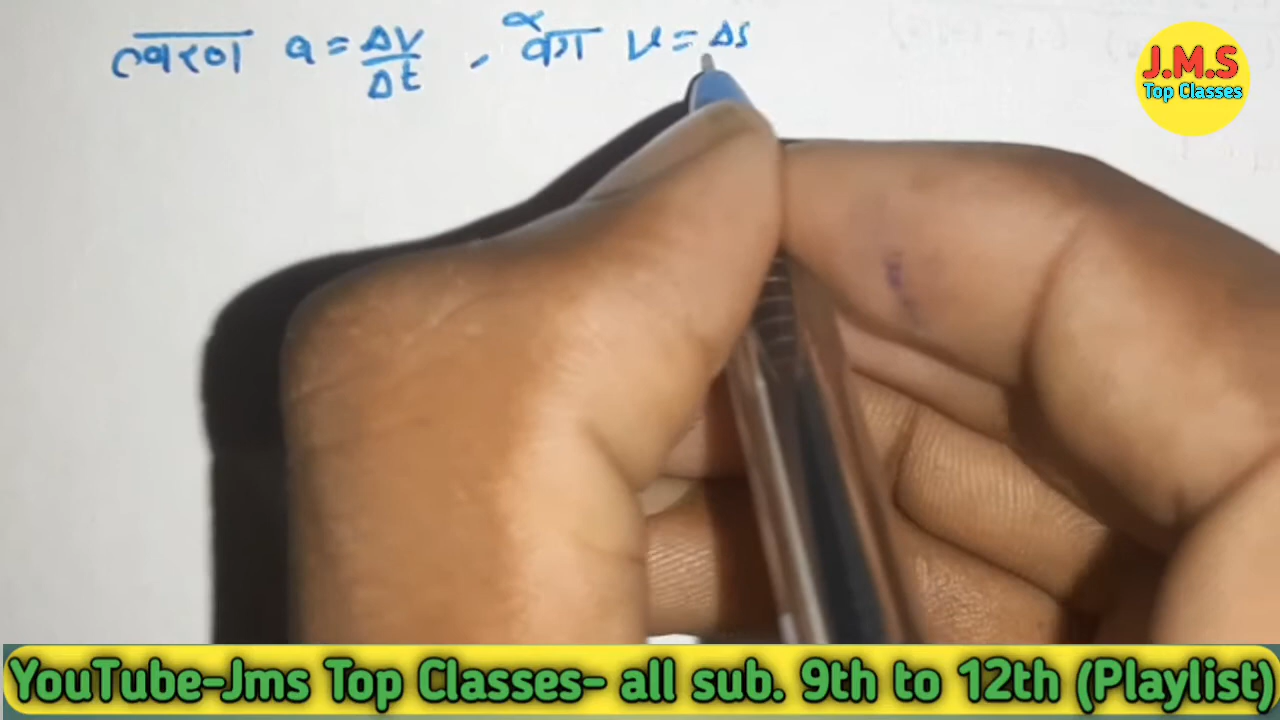 त्वरण a = ΔV/Δt , वेग v = Δs
J.M.S
Top Classes
YouTube-Jms Top Classes- all sub. 9th to 12th (Playlist)